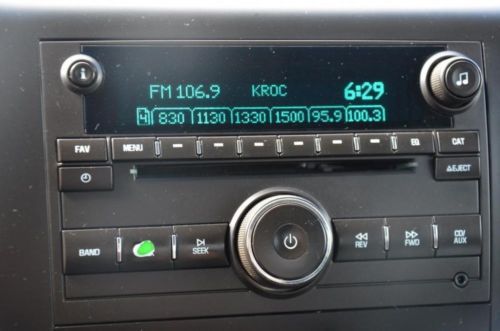 FM 106.9 KROC 6:29
4 830 1130 1330 1500 95.9 100.3
FAV MENU EQ CAT
EJECT
BAND SEEK REV FWD CD/
AUX